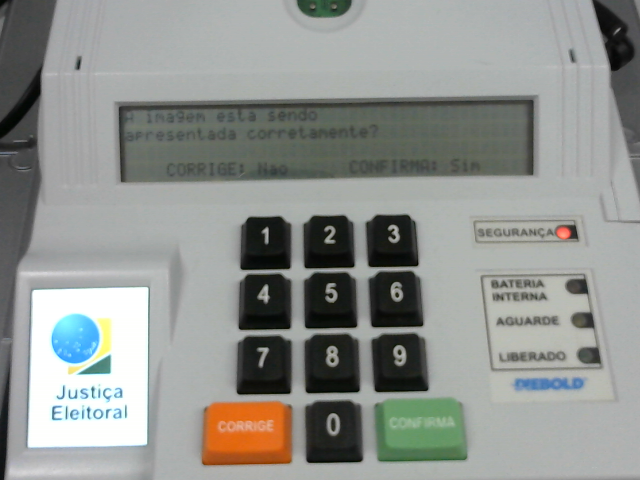 A imagem esta sendo
apresentada corretamente?
CORRIGE: Nao CONFIRMA: Sim
1 2 3
SEGURANÇA
4 5 6
BATERIA
INTERNA
AGUARDE
7 8 9
LIBERADO
DIEBOLD
Justiça
Eleitoral
CORRIGE 0 CONFIRMA